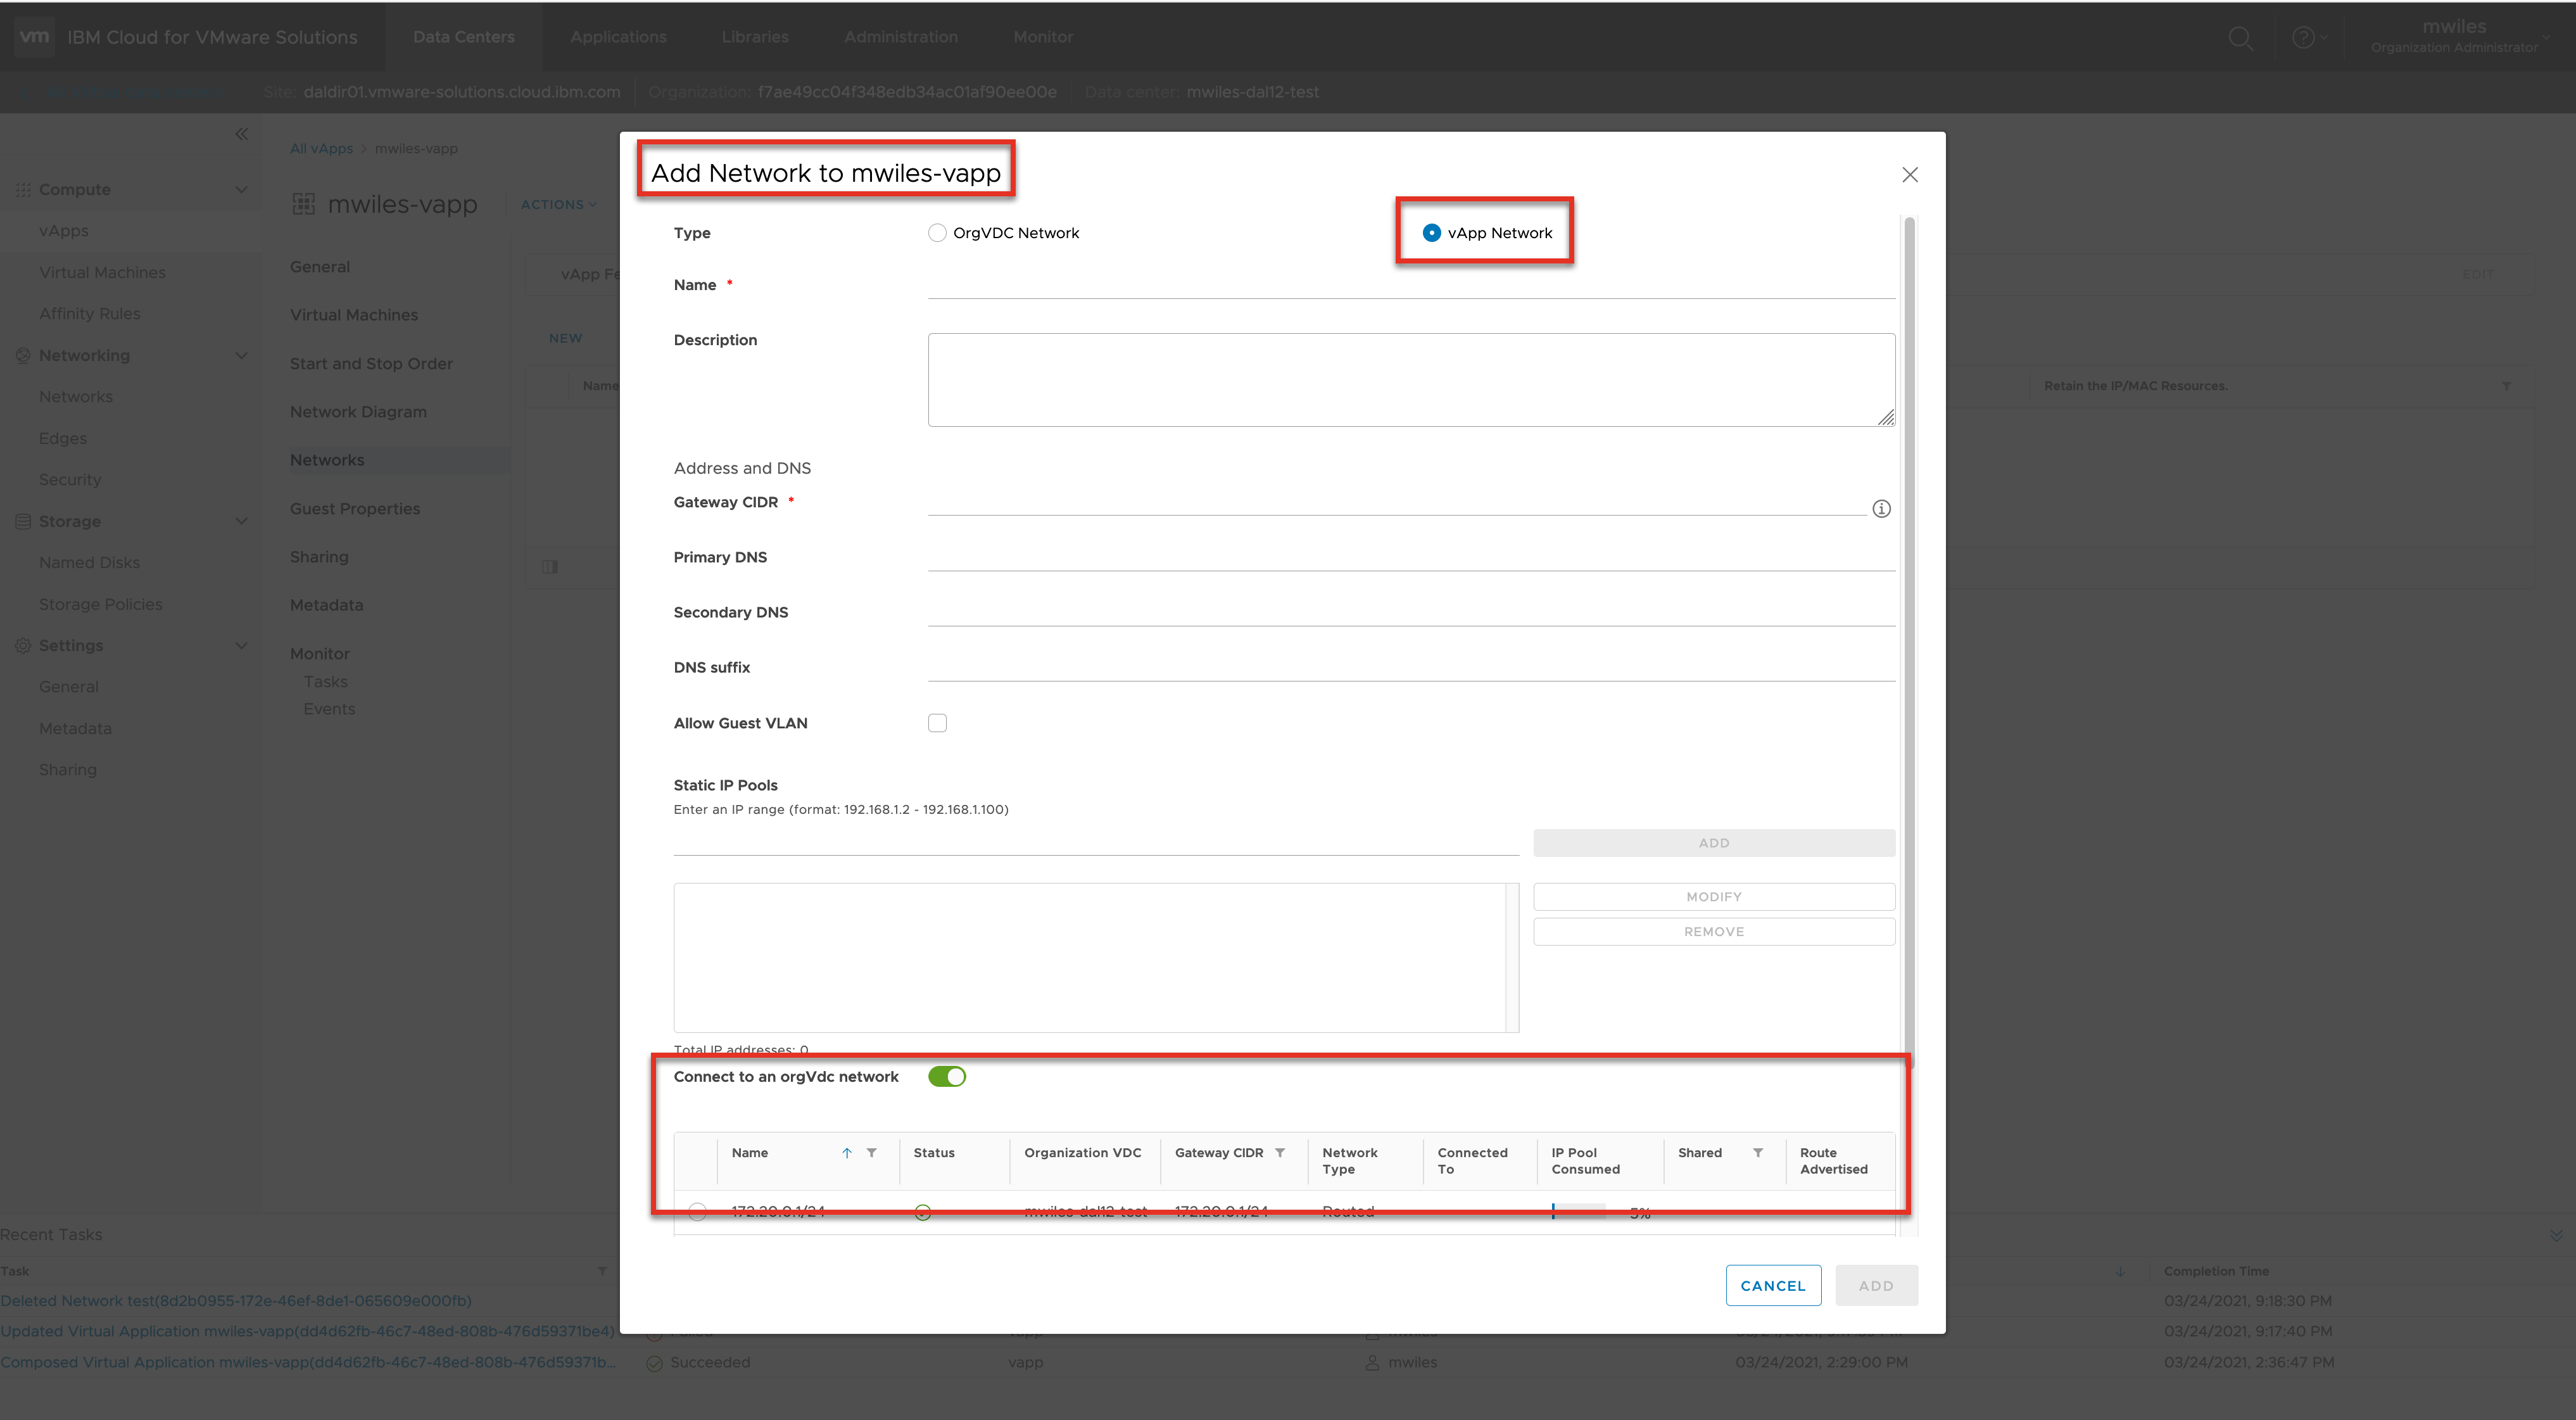 vm IBM Cloud for VMware Solutions Data Centers Applications Libraries Administration Monitor mwiles
Organization Administrator
Site: daldir01.vmware-solutions.cloud.ibm.com Organization: f7ae49cc04f348edb34ac01af90ee00e Data center: mwiles-dal12-test
All vApps > mwiles-vapp
mwiles-vapp ACTIONS
Compute
vApps
Virtual Machines
Affinity Rules
Networking
Networks
Edges
Security
Storage
Named Disks
Storage Policies
Settings
General
Metadata
Sharing
General
Virtual Machines
Start and Stop Order
Network Diagram
Networks
Guest Properties
Sharing
Metadata
Monitor
Tasks
Events
vApp Fe
EDIT
NEW
Name
Retain the IP/MAC Resources.
Add Network to mwiles-vapp
Type OrgVDC Network vApp Network
Name *
Description
Address and DNS
Gateway CIDR *
Primary DNS
Secondary DNS
DNS suffix
Allow Guest VLAN
Static IP Pools
Enter an IP range (format: 192.168.1.2 - 192.168.1.100)
ADD
MODIFY
REMOVE
Total IP addresses: 0
Connect to an orgVdc network
Name Status Organization VDC Gateway CIDR Network Type Connected To IP Pool Consumed Shared Route Advertised
172.20.0.1/24 mwiles-dal12-test 172.20.0.1/24 Routed 5%
CANCEL ADD
Recent Tasks
Task Completion Time
Deleted Network test(8d2b0955-172e-46ef-8de1-065609e000fb) 03/24/2021, 9:18:30 PM
Updated Virtual Application mwiles-vapp(dd4d62fb-46c7-48ed-808b-476d59371be4) Failed vapp mwiles 03/24/2021, 9:17:40 PM
Composed Virtual Application mwiles-vapp(dd4d62fb-46c7-48ed-808b-476d59371b... Succeeded vapp mwiles 03/24/2021, 2:29:00 PM 03/24/2021, 2:36:47 PM